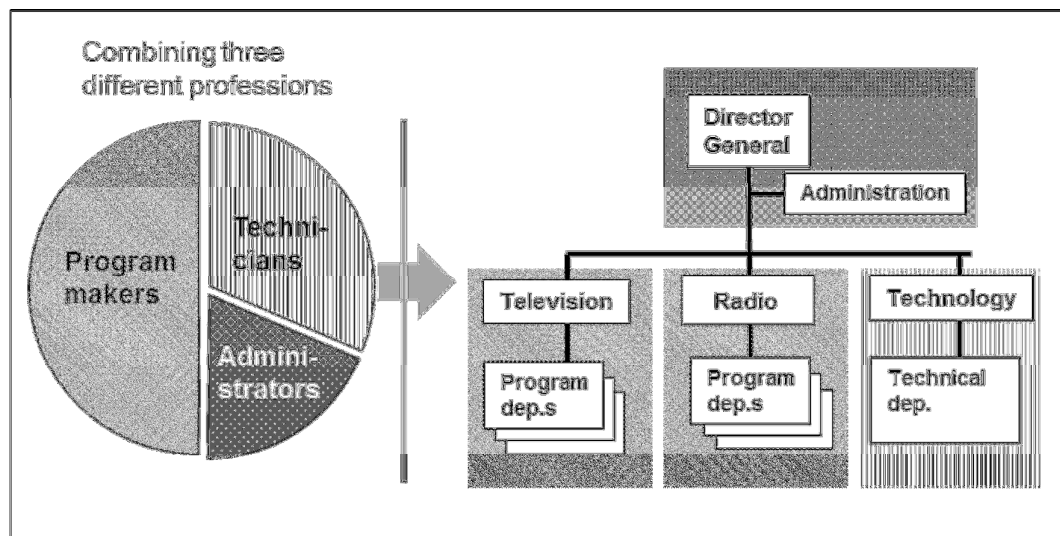 Combining three
different professions
Program
makers
Techni-
cians
Admini-
strators
Director
General
Administration
Television
Radio
Technology
Program
dep.s
Program
dep.s
Technical
dep.